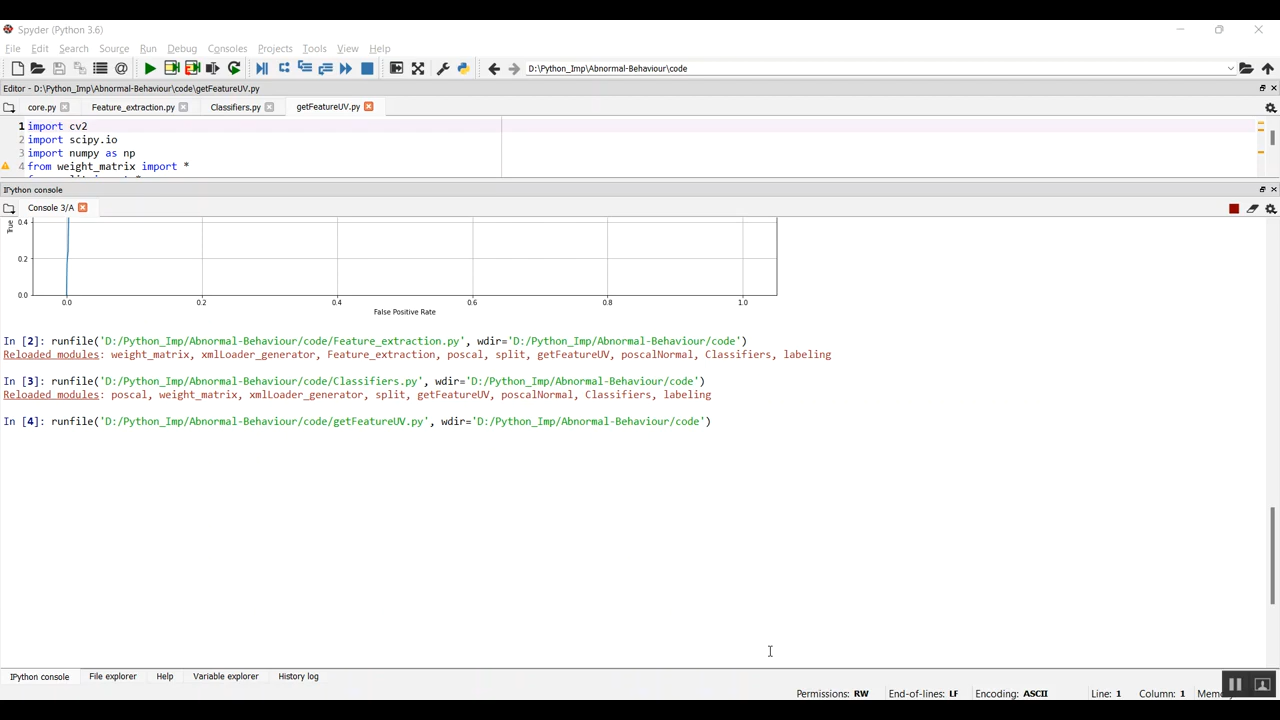 Spyder (Python 3.6)
File Edit Search Source Run Debug Consoles Projects Tools View Help
D:\Python_Imp\Abnormal-Behaviour\code
Editor - D:\Python_Imp\Abnormal-Behaviour\code\getFeatureUV.py
core.py Feature_extraction.py Classifiers.py getFeatureUV.py
1 import cv2
2 import scipy.io
3 import numpy as np
4 from weight_matrix import *
IPython console
Console 3/A
True
0.4
0.2
0.0
0.0 0.2 0.4 0.6 0.8 1.0
False Positive Rate
In [2]: runfile('D:/Python_Imp/Abnormal-Behaviour/code/Feature_extraction.py', wdir='D:/Python_Imp/Abnormal-Behaviour/code')
Reloaded modules: weight_matrix, xmlLoader_generator, Feature_extraction, poscal, split, getFeatureUV, poscalNormal, Classifiers, labeling
In [3]: runfile('D:/Python_Imp/Abnormal-Behaviour/code/Classifiers.py', wdir='D:/Python_Imp/Abnormal-Behaviour/code')
Reloaded modules: poscal, weight_matrix, xmlLoader_generator, split, getFeatureUV, poscalNormal, Classifiers, labeling
In [4]: runfile('D:/Python_Imp/Abnormal-Behaviour/code/getFeatureUV.py', wdir='D:/Python_Imp/Abnormal-Behaviour/code')
IPython console File explorer Help Variable explorer History log
Permissions: RW End-of-lines: LF Encoding: ASCII Line: 1 Column: 1